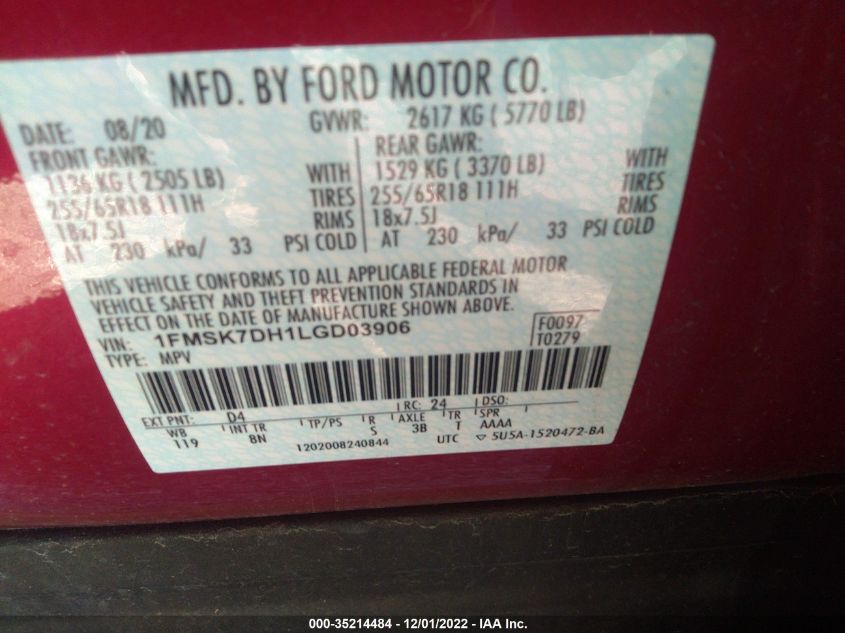 MFD. BY FORD MOTOR CO.
DATE: 08/20 GVWR: 2617 KG ( 5770 LB)
FRONT GAWR: REAR GAWR:
1136 KG ( 2505 LB) WITH 1529 KG ( 3370 LB) WITH
255/65R18 111H TIRES 255/65R18 111H TIRES
18x7.5J RIMS 18x7.5J RIMS
AT 230 kPa/ 33 PSI COLD AT 230 kPa/ 33 PSI COLD
THIS VEHICLE CONFORMS TO ALL APPLICABLE FEDERAL MOTOR
VEHICLE SAFETY AND THEFT PREVENTION STANDARDS IN
EFFECT ON THE DATE OF MANUFACTURE SHOWN ABOVE.
VIN: 1FMSK7DH1LGD03906 F0097
TYPE: MPV T0279
EXT PNT: D4 RC: 24 DSO:
WB INT TR TP/PS R AXLE TR SPR
119 BN S 3B T AAAA
1202008240844 UTC ▽ 5U5A-1520472-BA
000-35214484 - 12/01/2022 - IAA Inc.